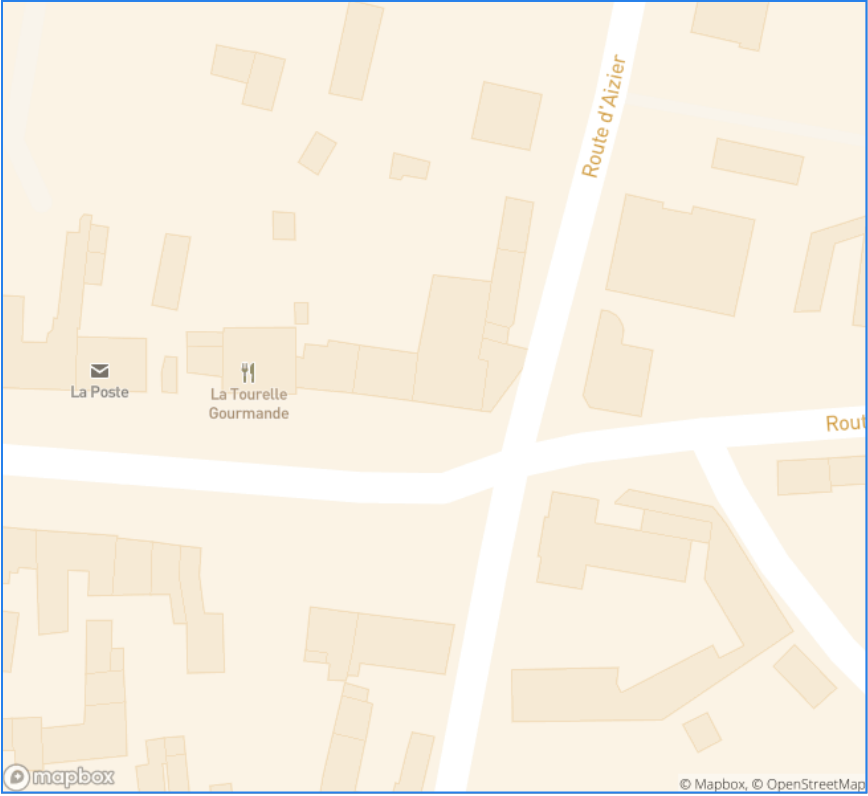 Route d'Aizier
La Poste
La Tourelle
Gourmande
Rout
mapbox
© Mapbox, © OpenStreetMap